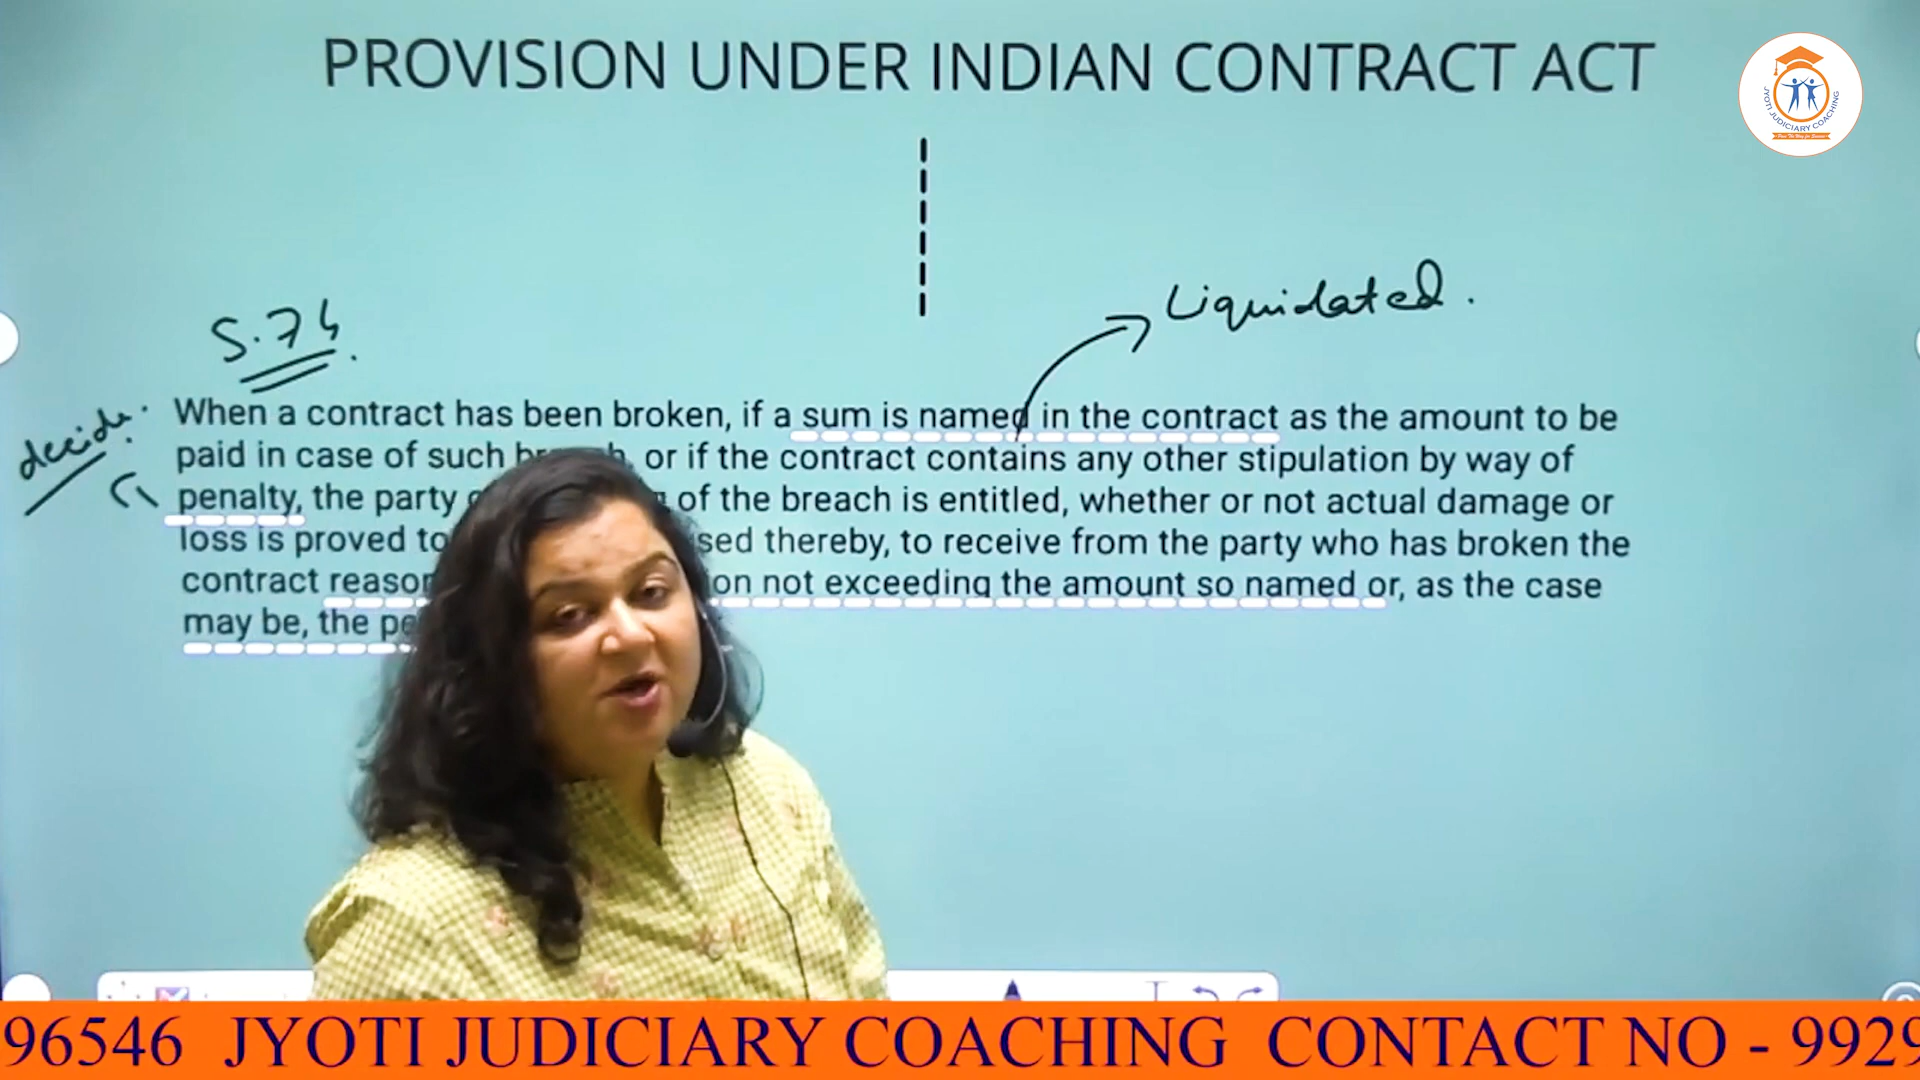 PROVISION UNDER INDIAN CONTRACT ACT
JYOTI JUDICIARY COACHING
Liquidated.
S.74
decide.
When a contract has been broken, if a sum is named in the contract as the amount to be
paid in case of such or if the contract contains any other stipulation by way of
penalty, the party of the breach is entitled, whether or not actual damage or
loss is proved to thereby, to receive from the party who has broken the
contract not exceeding the amount so named or, as the case
may be, the
96546 JYOTI JUDICIARY COACHING CONTACT NO - 9929